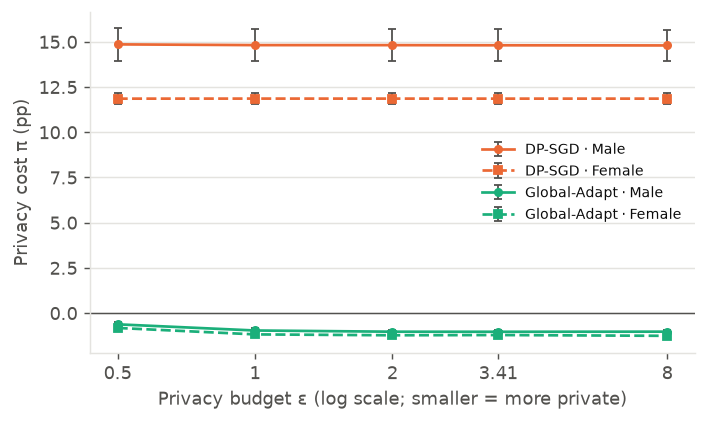 Privacy cost π (pp)
15.0
12.5
10.0
7.5
5.0
2.5
0.0
DP-SGD · Male
DP-SGD · Female
Global-Adapt · Male
Global-Adapt · Female
0.5
1
2
3.41
8
Privacy budget ε (log scale; smaller = more private)